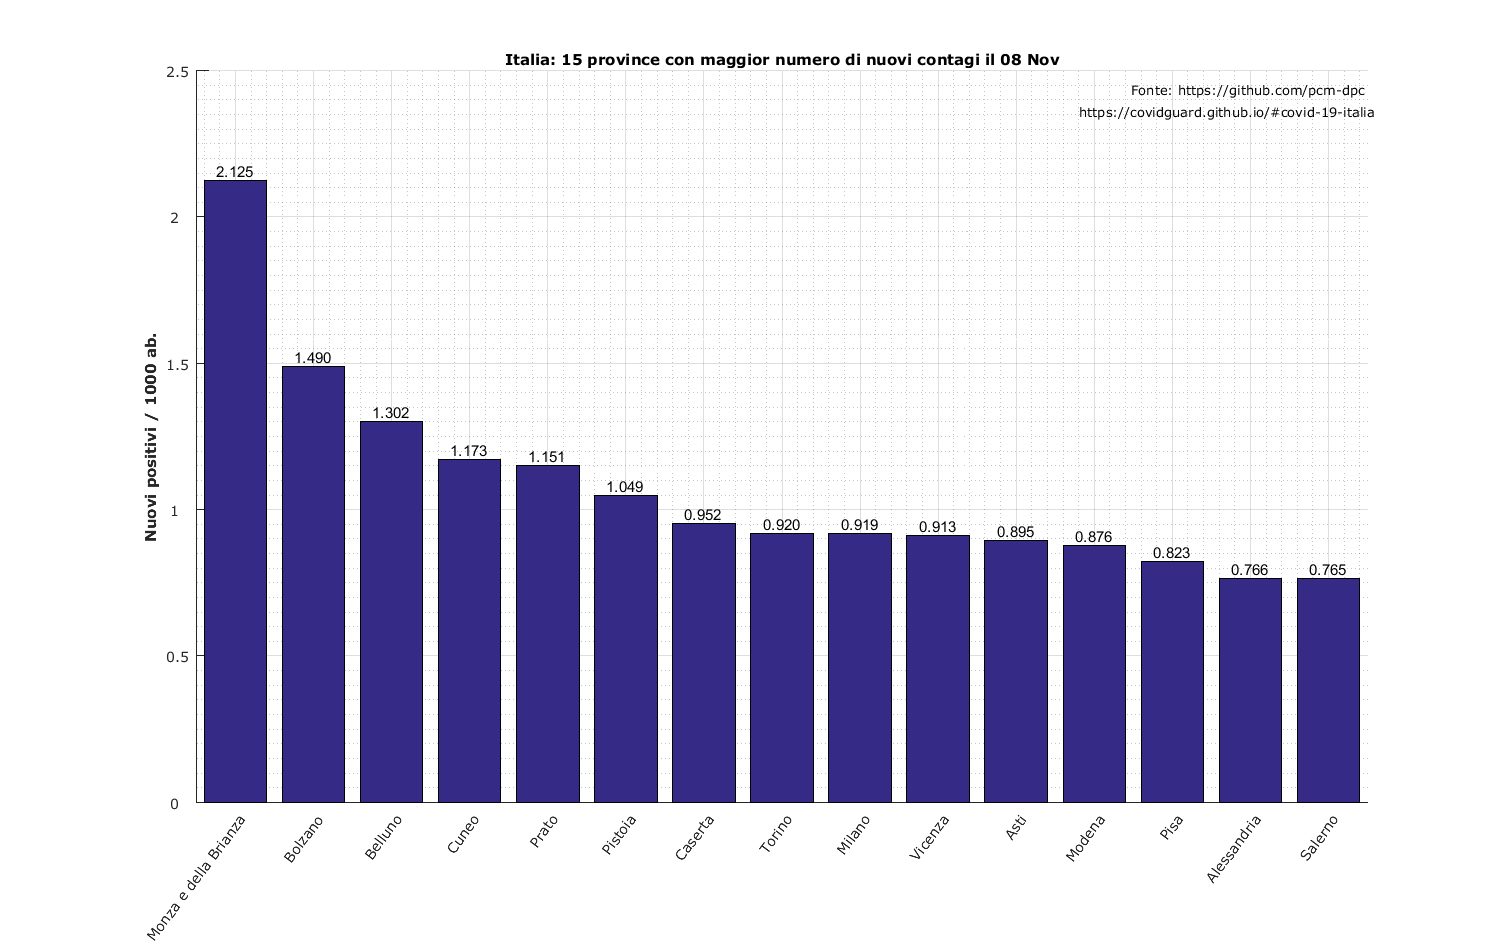 Italia: 15 province con maggior numero di nuovi contagi il 08 Nov
Fonte: https://github.com/pcm-dpc
https://covidguard.github.io/#covid-19-italia
Nuovi positivi / 1000 ab.
2.5
2
1.5
1
0.5
0
2.125
1.490
1.302
1.173
1.151
1.049
0.952
0.920
0.919
0.913
0.895
0.876
0.823
0.766
0.765
Monza e della Brianza
Bolzano
Belluno
Cuneo
Prato
Pistoia
Caserta
Torino
Milano
Vicenza
Asti
Modena
Pisa
Alessandria
Salerno